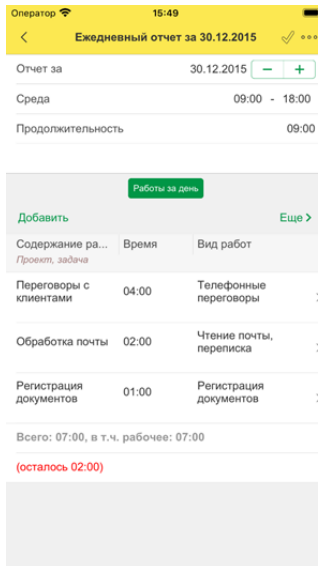 Оператор 15:49
Ежедневный отчет за 30.12.2015
Отчет за 30.12.2015 − +
Среда 09:00 - 18:00
Продолжительность 09:00
Работы за день
Добавить Еще >
Содержание ра... Время Вид работ
Проект, задача
Переговоры с клиентами 04:00 Телефонные переговоры
Обработка почты 02:00 Чтение почты, переписка
Регистрация документов 01:00 Регистрация документов
Всего: 07:00, в т.ч. рабочее: 07:00
(осталось 02:00)